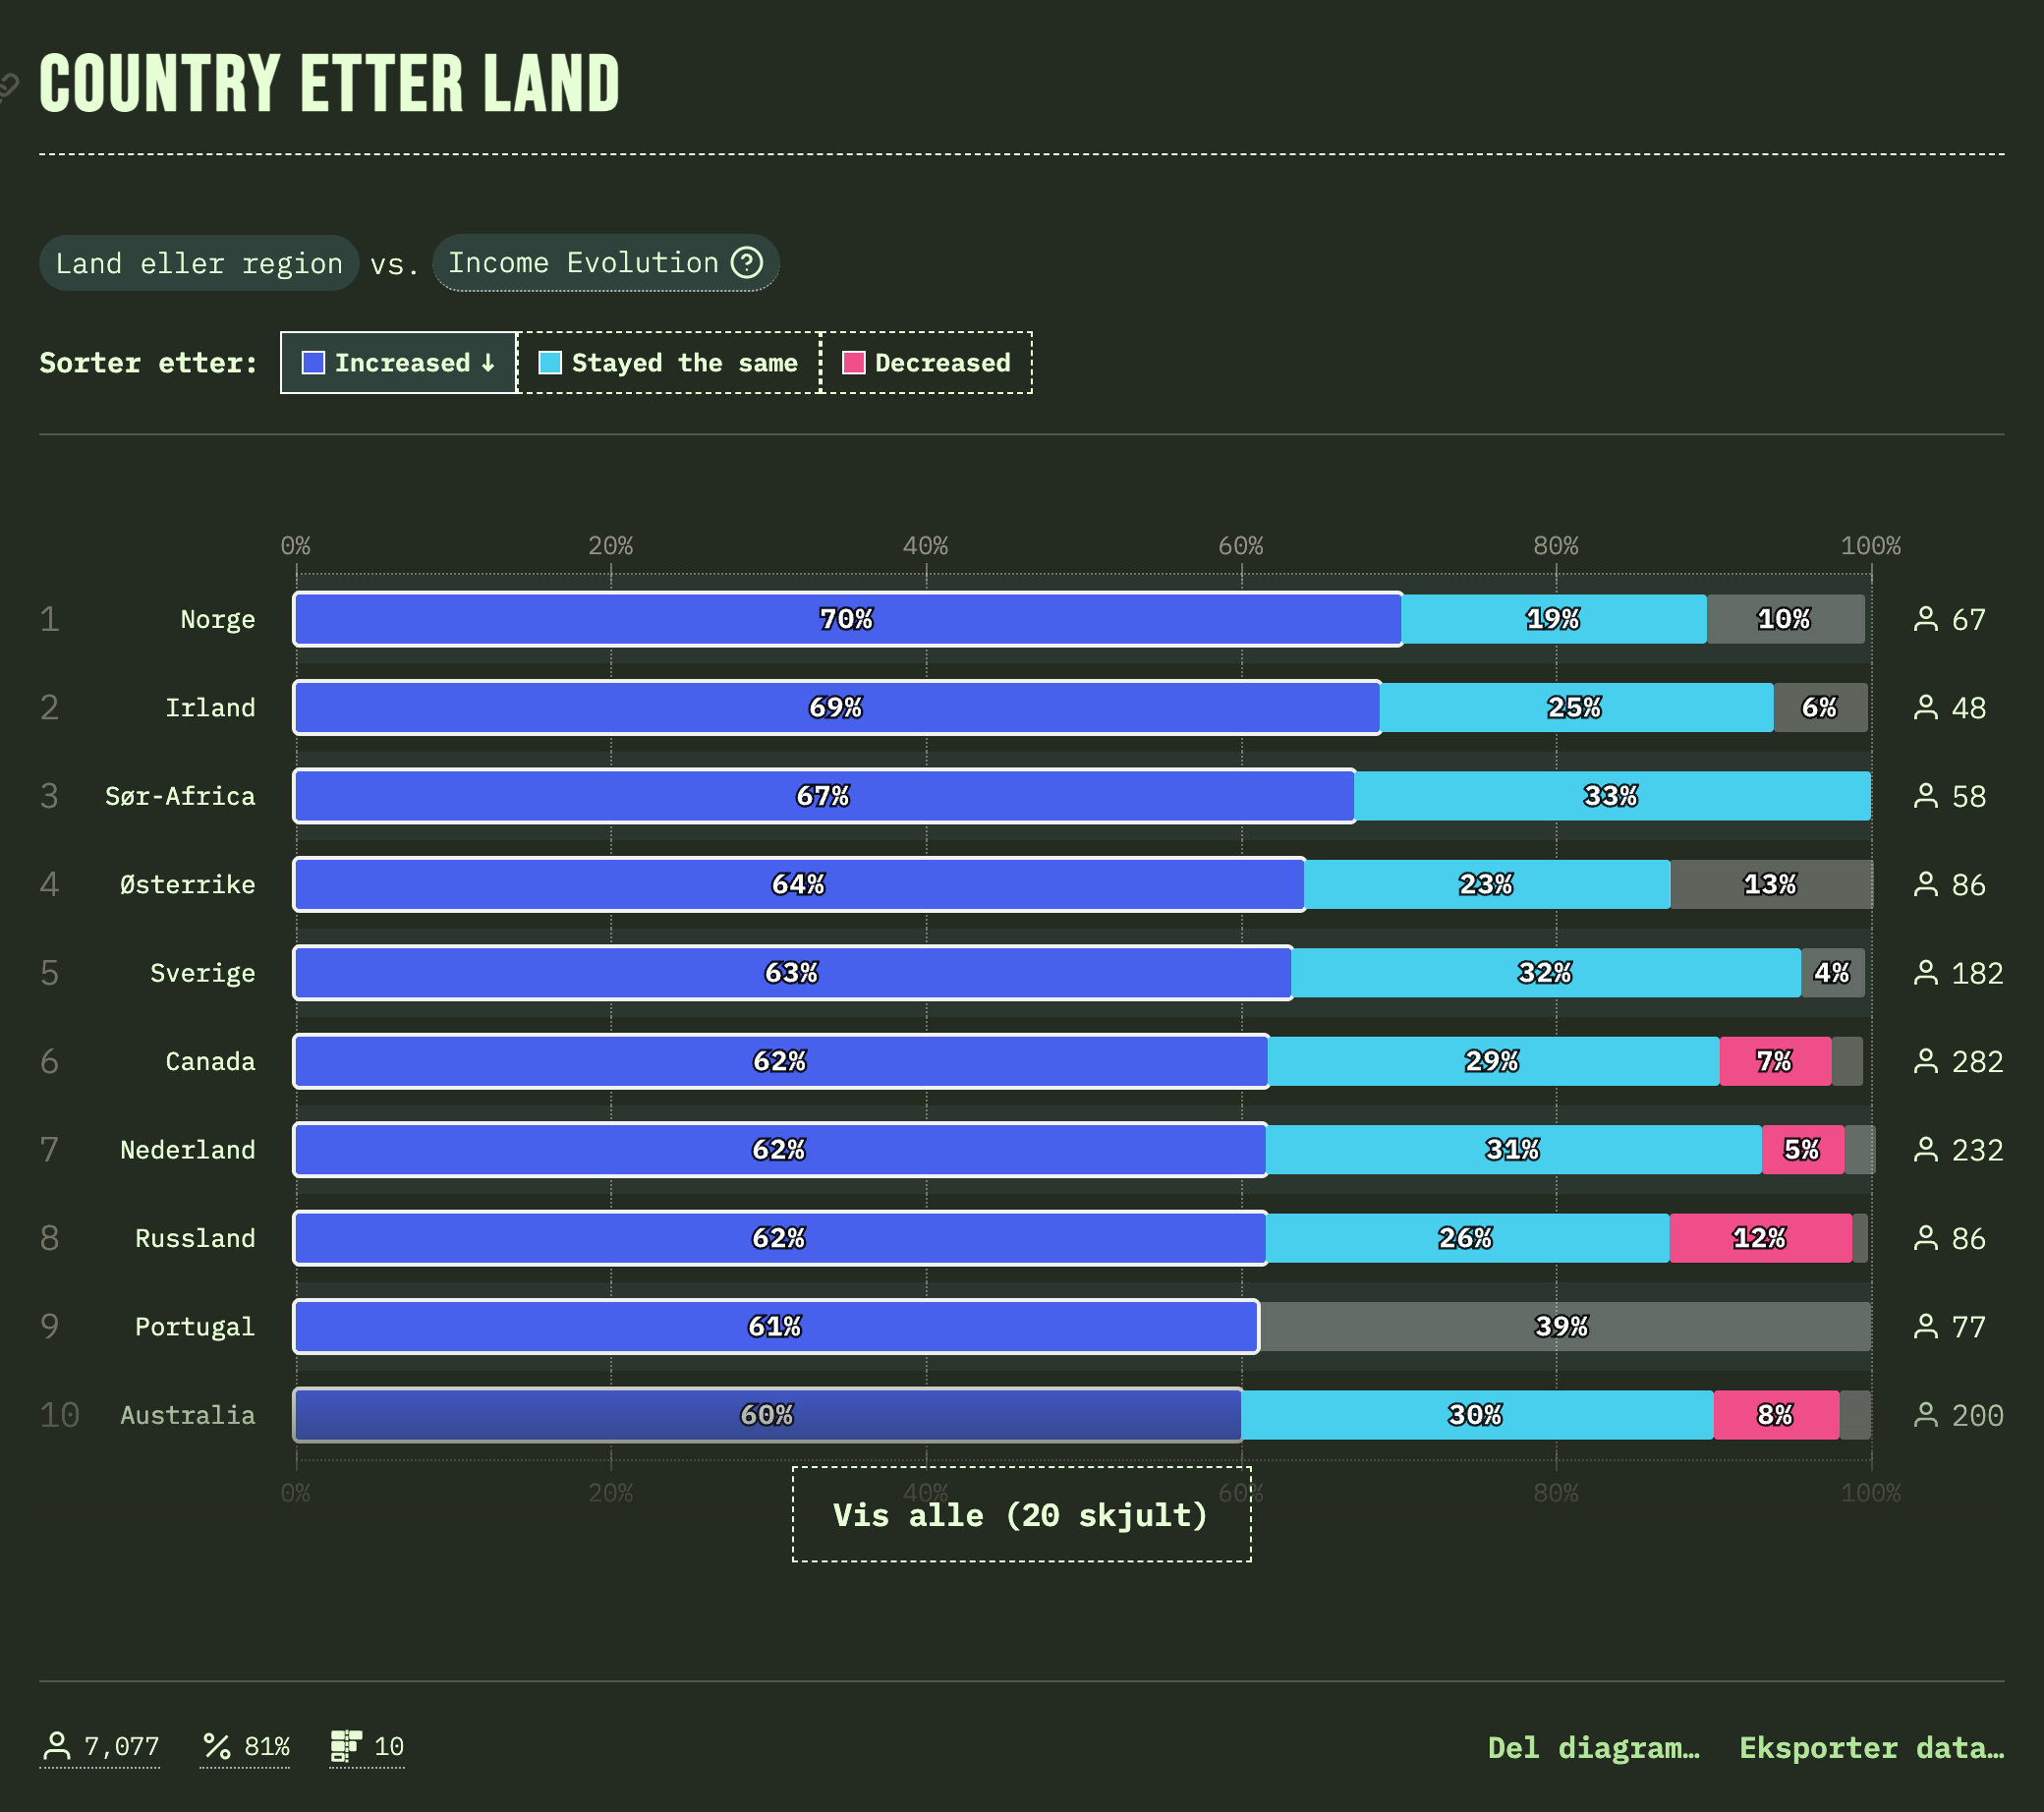 COUNTRY ETTER LAND
Land eller region vs. Income Evolution ?
Sorter etter: Increased ↓ Stayed the same Decreased
0% 20% 40% 60% 80% 100%
1 Norge 70% 19% 10% 67
2 Irland 69% 25% 6% 48
3 Sør-Africa 67% 33% 58
4 Østerrike 64% 23% 13% 86
5 Sverige 63% 32% 4% 182
6 Canada 62% 29% 7% 282
7 Nederland 62% 31% 5% 232
8 Russland 62% 26% 12% 86
9 Portugal 61% 39% 77
10 Australia 60% 30% 8% 200
0% 20% 40% 60% 80% 100%
Vis alle (20 skjult)
7,077 % 81% 10 Del diagram… Eksporter data…